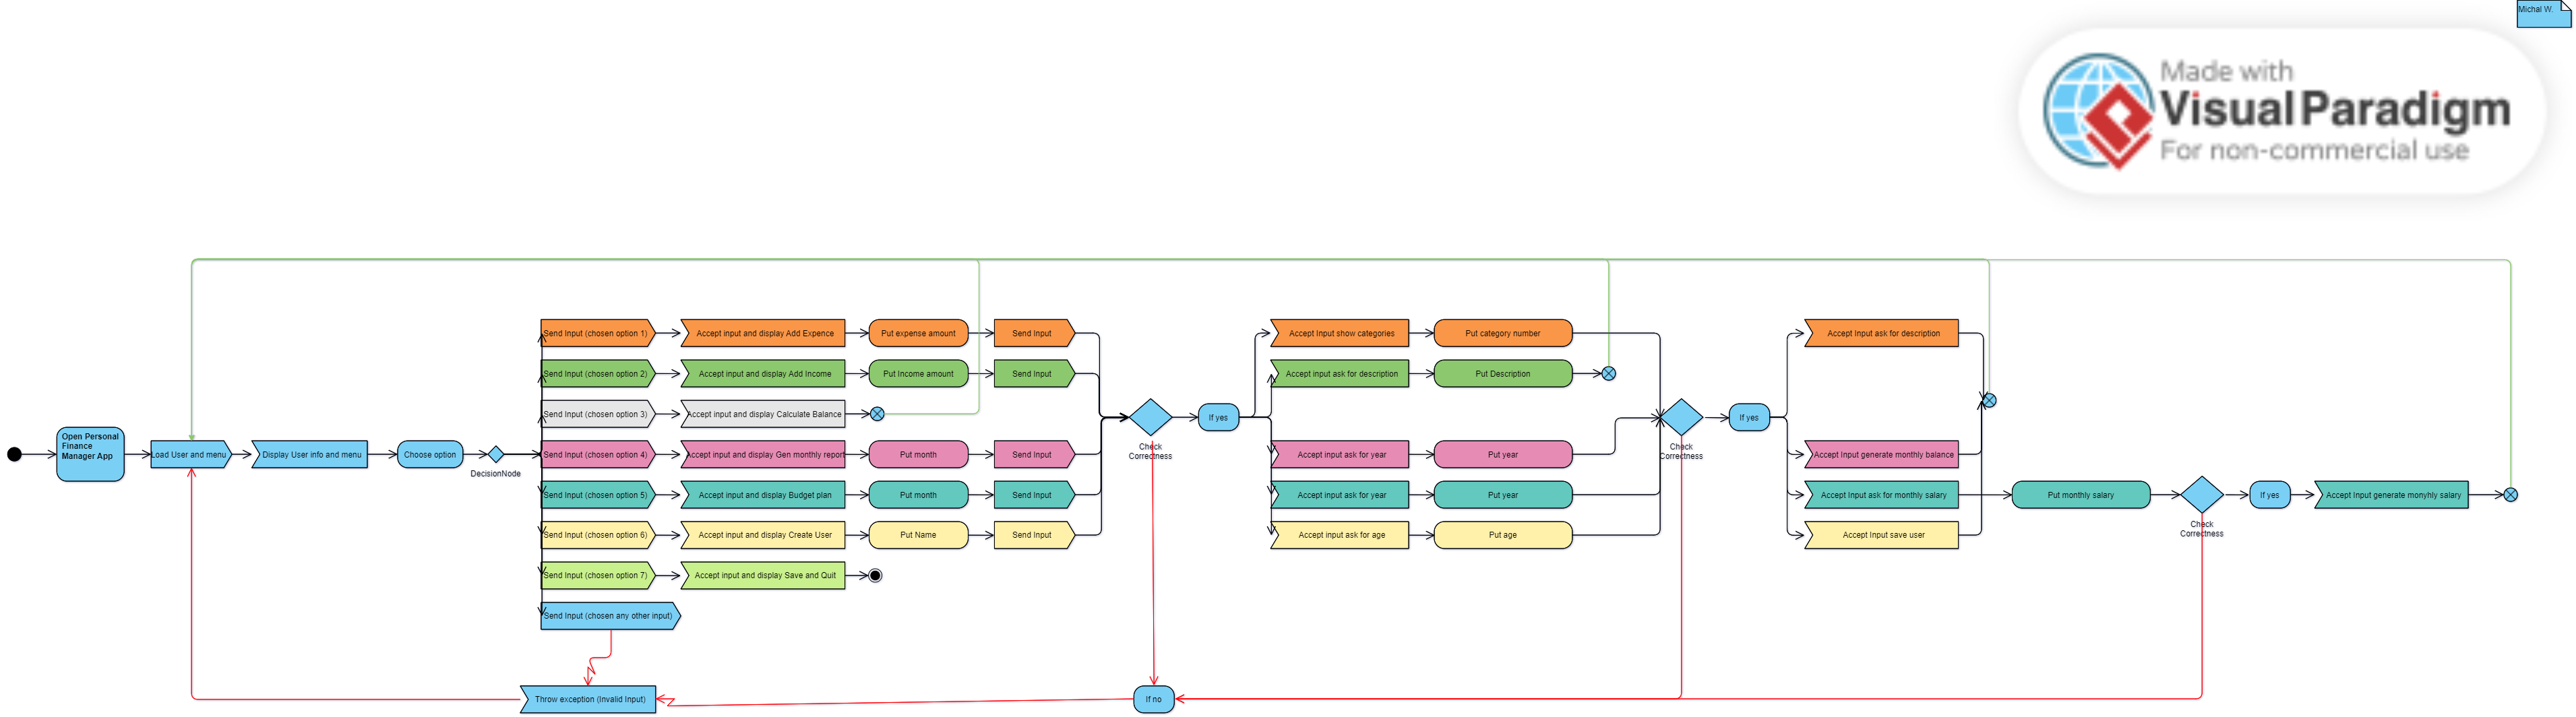 Michal W.
Made with
Visual Paradigm
For non-commercial use
Send Input (chosen option 1)
Accept input and display Add Expence
Put expense amount
Send Input
Accept Input show categories
Put category number
Accept Input ask for description
Send Input (chosen option 2)
Accept input and display Add Income
Put Income amount
Send Input
Accept input ask for description
Put Description
Send Input (chosen option 3)
Accept input and display Calculate Balance
Check
Correctness
If yes
Check
Correctness
If yes
Open Personal
Finance
Manager App
Load User and menu
Display User info and menu
Choose option
DecisionNode
Send Input (chosen option 4)
Accept input and display Gen monthly report
Put month
Send Input
Accept input ask for year
Put year
Accept Input generate monthly balance
Send Input (chosen option 5)
Accept input and display Budget plan
Put month
Send Input
Accept input ask for year
Put year
Accept Input ask for monthly salary
Put monthly salary
Check
Correctness
If yes
Accept Input generate monyhly salary
Send Input (chosen option 6)
Accept input and display Create User
Put Name
Send Input
Accept input ask for age
Put age
Accept Input save user
Send Input (chosen option 7)
Accept input and display Save and Quit
Send Input (chosen any other input)
Throw exception (Invalid Input)
If no